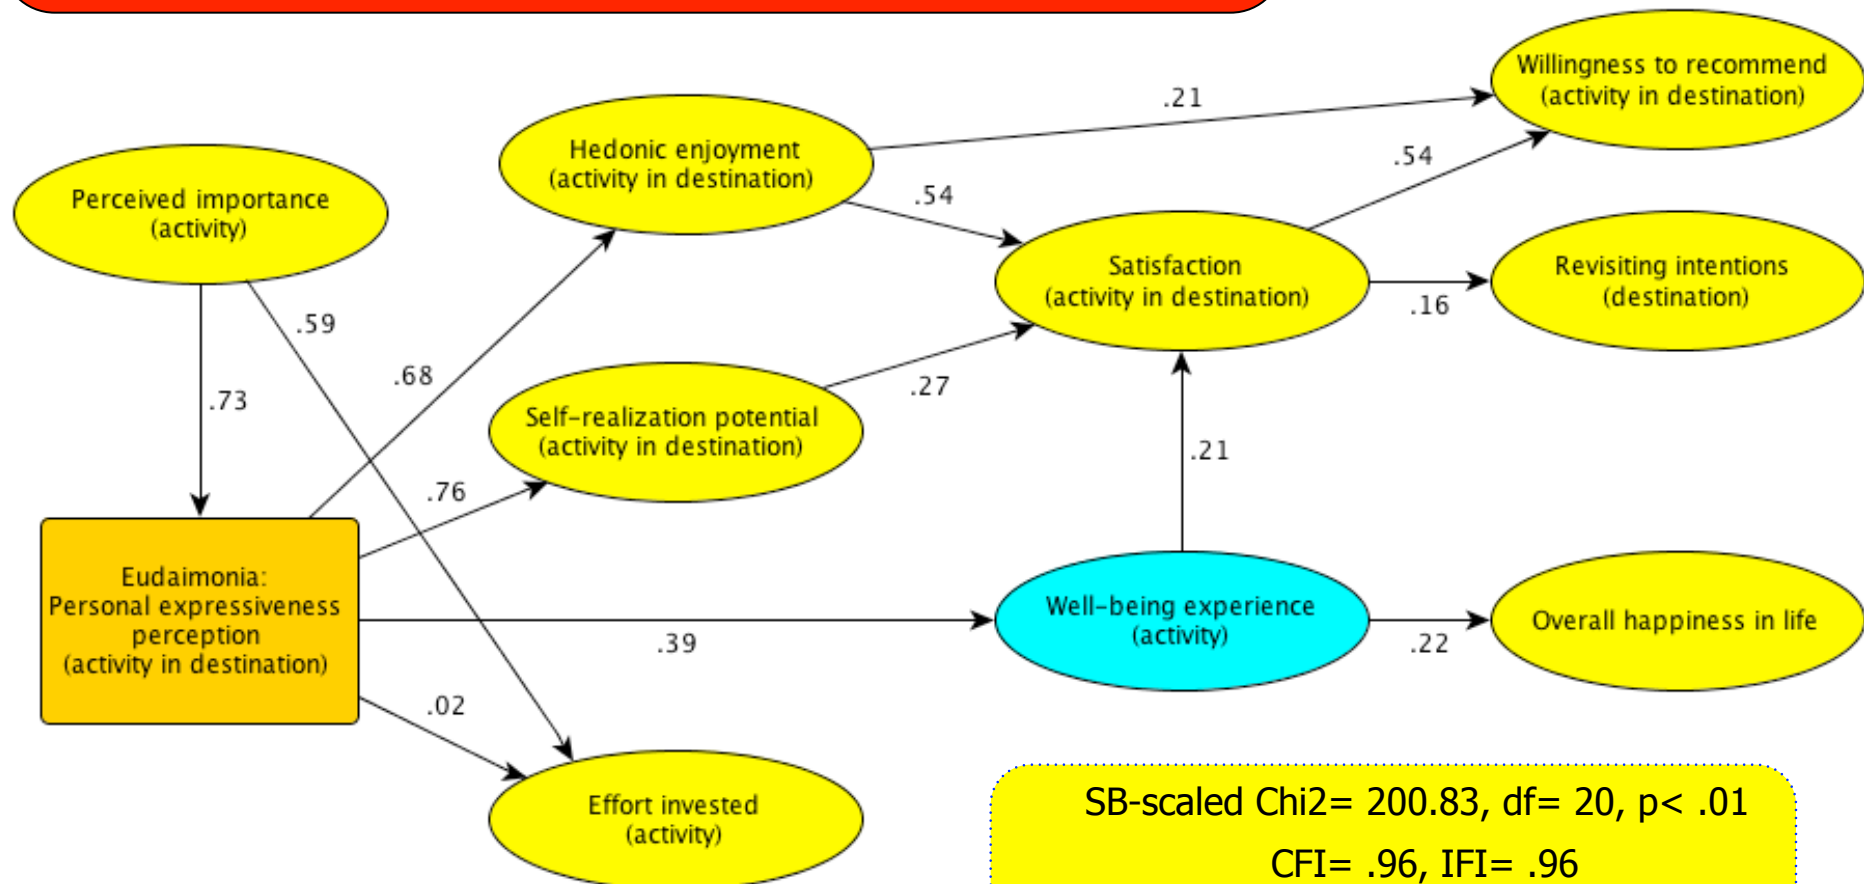 Willingness to recommend
(activity in destination)
.21
Hedonic enjoyment
(activity in destination)
.54
.54
Perceived importance
(activity)
Satisfaction
(activity in destination)
Revisiting intentions
(destination)
.16
.59
.68
.73
Self-realization potential
(activity in destination)
.27
.21
.76
Eudaimonia:
Personal expressiveness
perception
(activity in destination)
.39
Well-being experience
(activity)
.22
Overall happiness in life
.02
Effort invested
(activity)
SB-scaled Chi2= 200.83, df= 20, p< .01
CFI= .96, IFI= .96